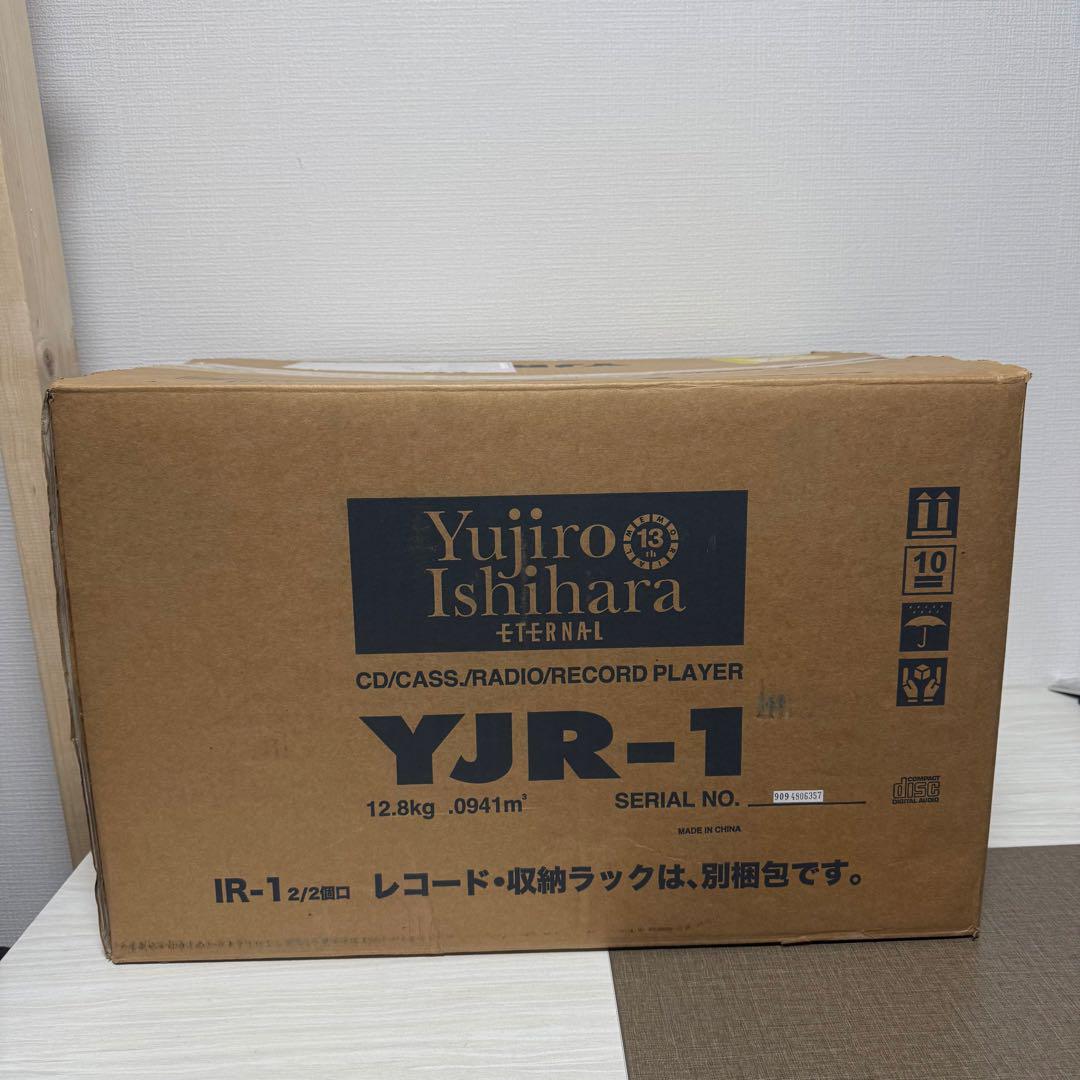 Yujiro
13
th
MEMORIAL
Ishihara
ETERNAL
CD/CASS./RADIO/RECORD PLAYER
10
YJR-1
12.8kg .0941m³
SERIAL NO. 909 4806357
COMPACT
disc
DIGITAL AUDIO
MADE IN CHINA
IR-1 2/2個口 レコード・収納ラックは、別梱包です。